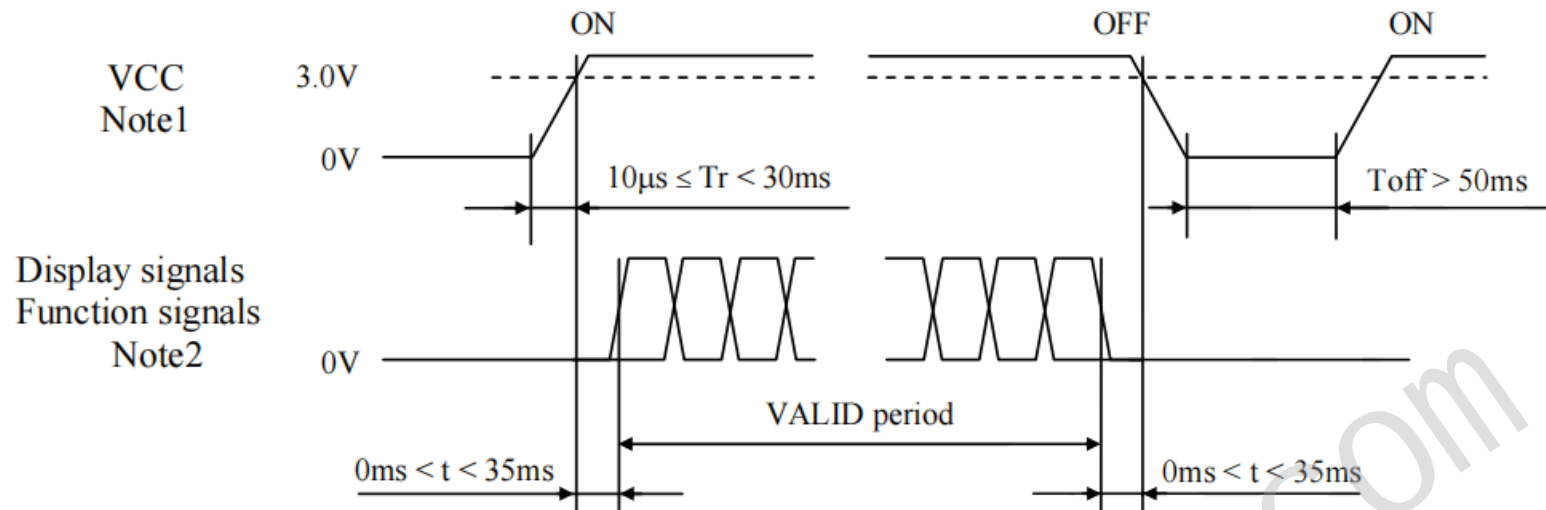 ON OFF ON
VCC 3.0V
Note1
0V
10μs ≤ Tr < 30ms Toff > 50ms
Display signals
Function signals
Note2 0V
VALID period
0ms < t < 35ms 0ms < t < 35ms
com